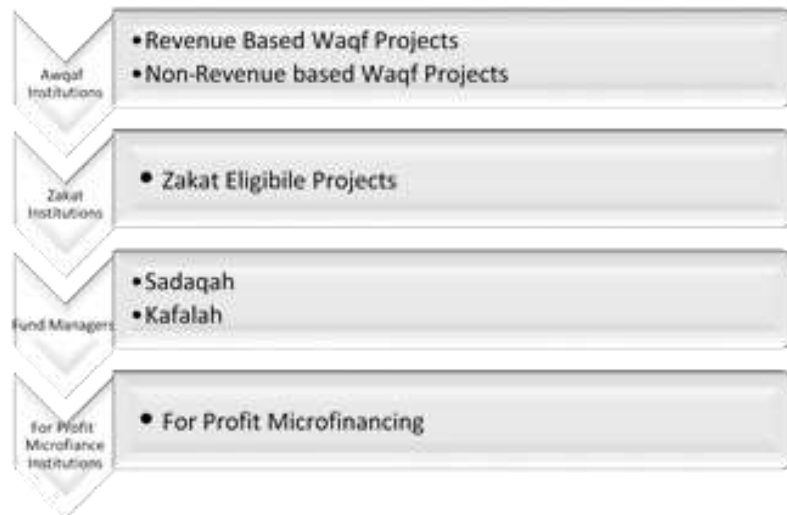 Awqaf
Institutions
•Revenue Based Waqf Projects
•Non-Revenue based Waqf Projects
Zakat
Institutions
• Zakat Eligibile Projects
Fund Managers
•Sadaqah
•Kafalah
For Profit
Microfiance
Institutions
• For Profit Microfinancing